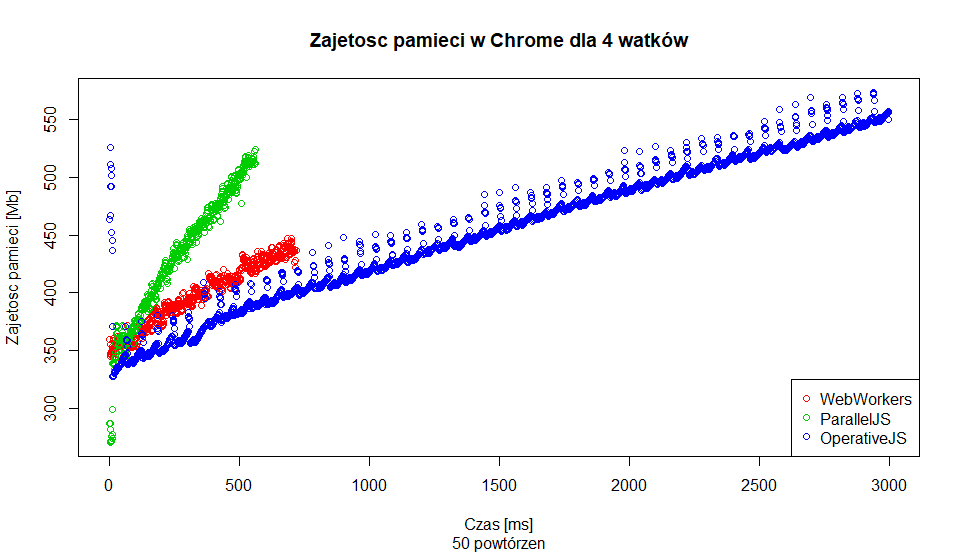 Zajetosc pamieci w Chrome dla 4 watków
Zajetosc pamieci [Mb]
550
500
450
400
350
300
0 500 1000 1500 2000 2500 3000
WebWorkers
ParallelJS
OperativeJS
Czas [ms]
50 powtórzen